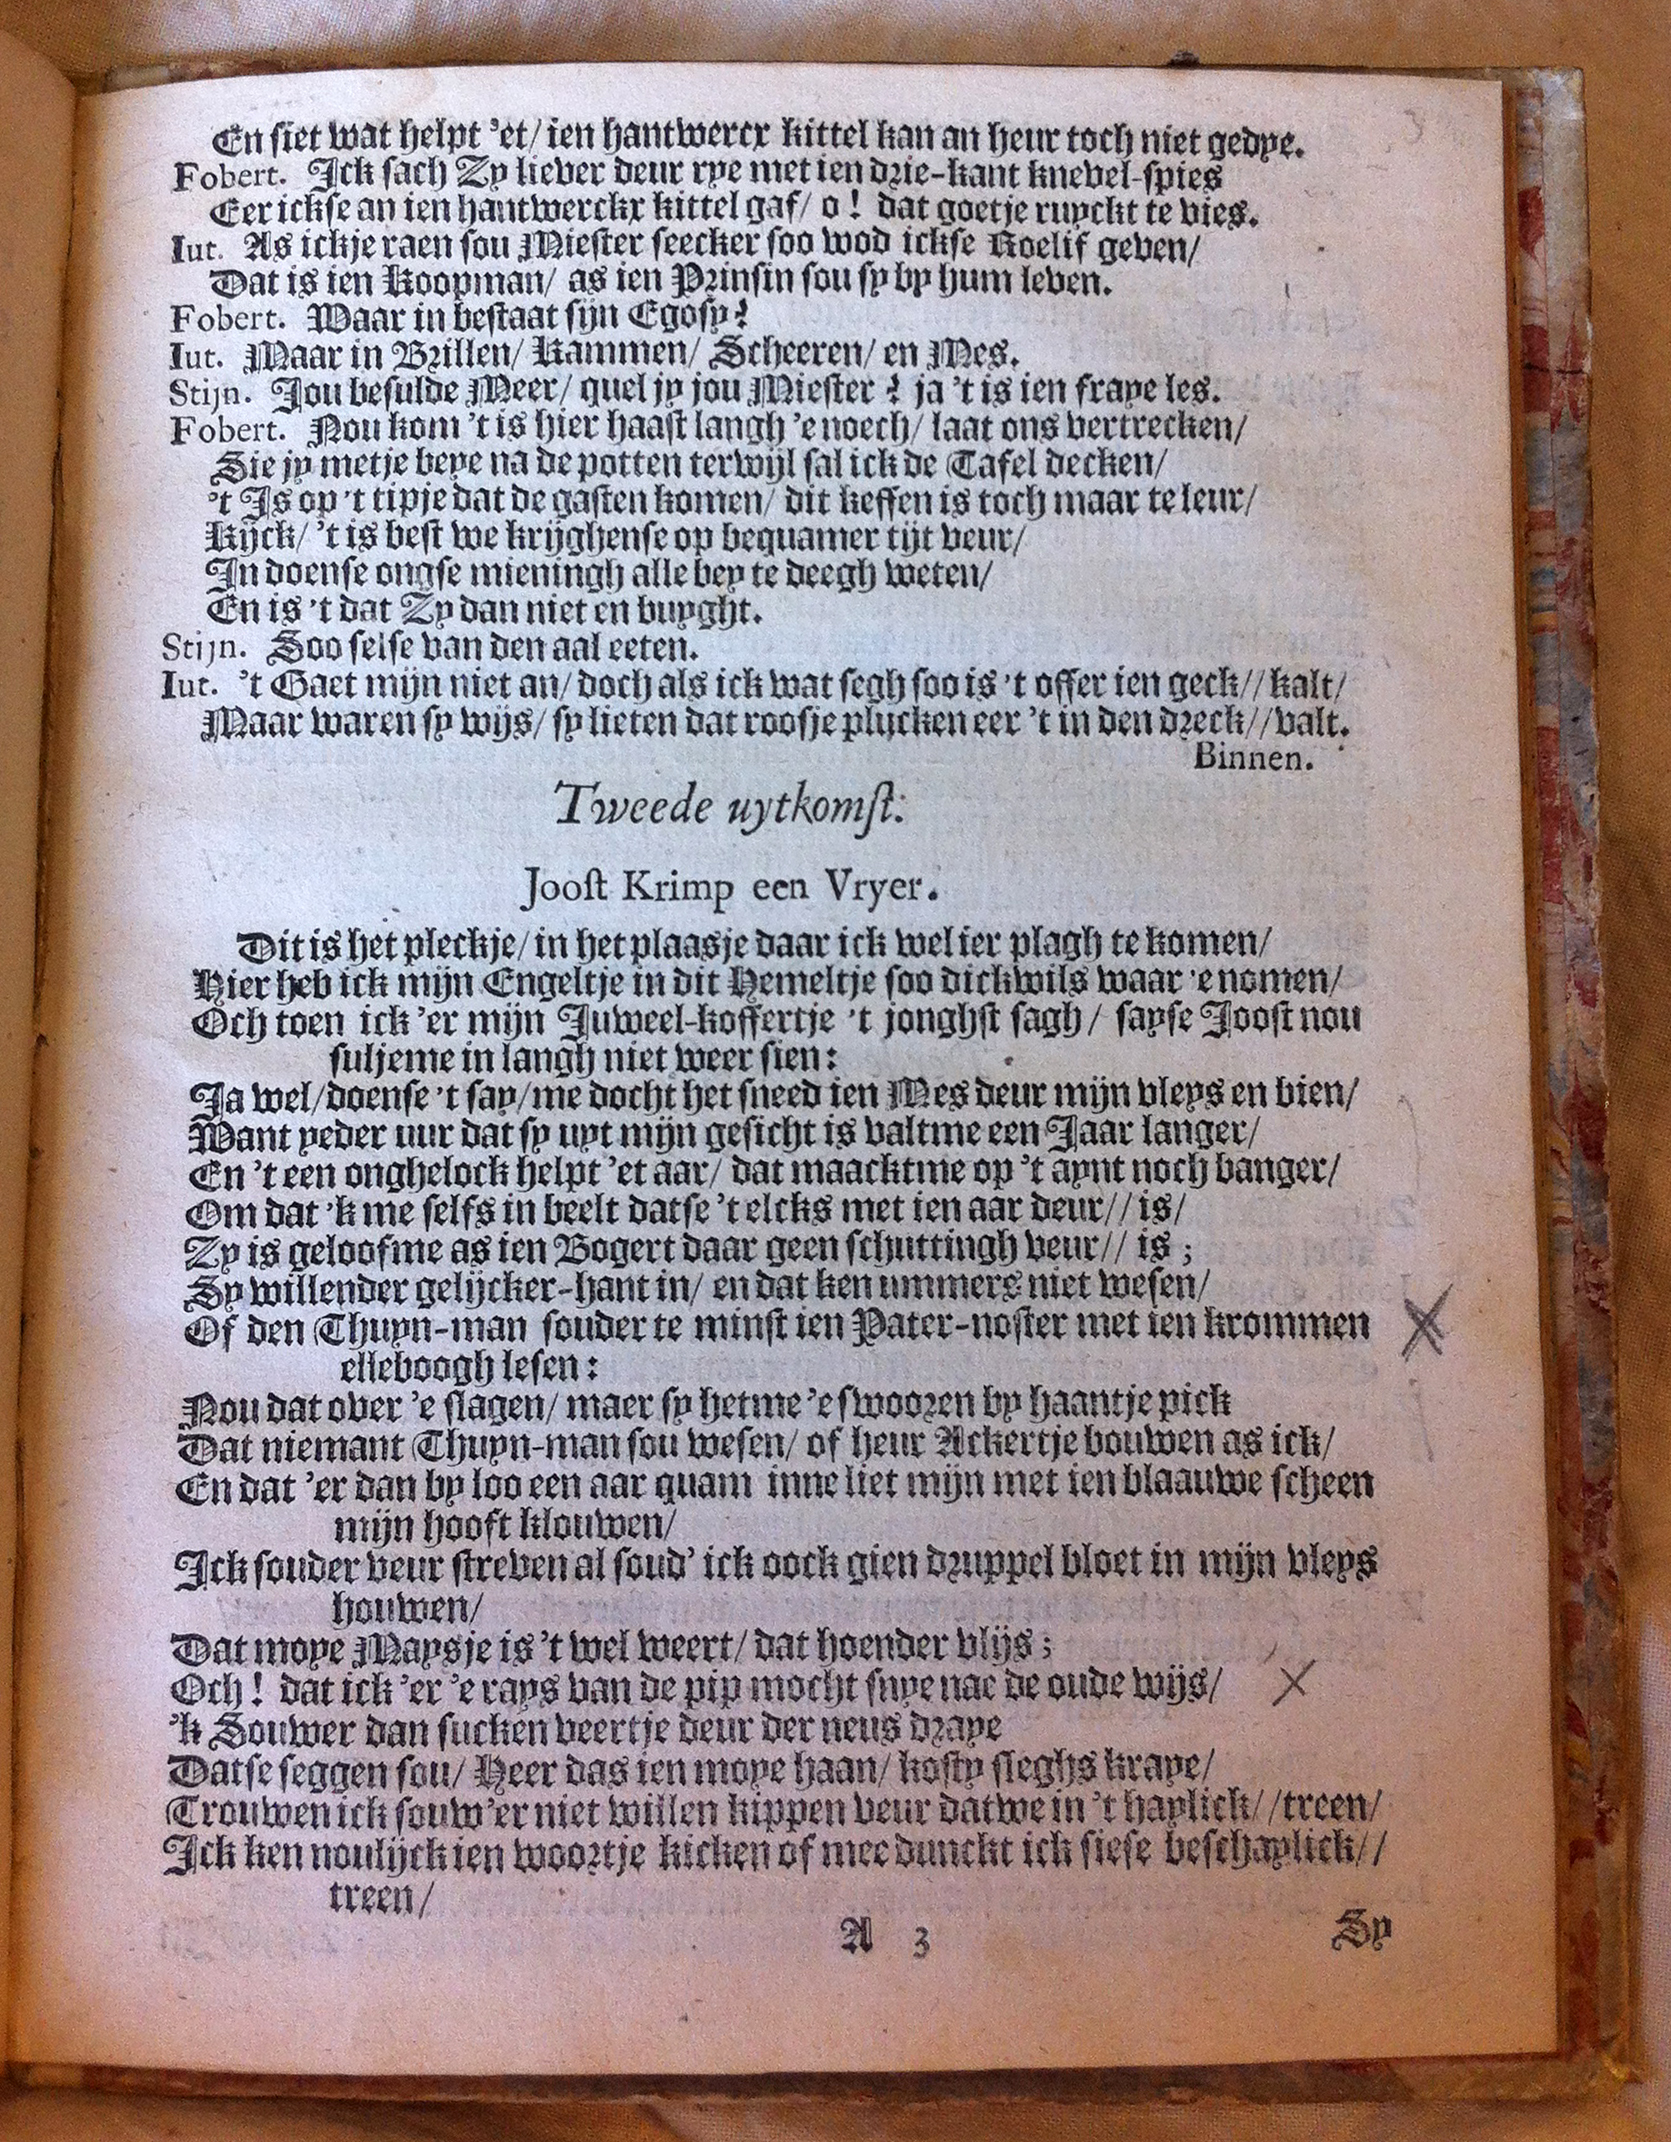 En siet wat helpt 'et/ ien hantwercx kittel kan an heur toch niet gedye.
Fobert. Ick sach Zy liever deur rye met ien drie-kant knevel-spies
Eer ickse an ien hantwerckx kittel gaf/ o! dat goetje ruyckt te vies.
Iut. As ickje raen sou Miester seecker soo wod ickse Roelif geven/
Dat is ien Koopman/ as ien Prinsin sou sy by hum leven.
Fobert. Waar in bestaat sijn Egosy?
Iut. Maar in Brillen/ Kammen/ Scheeren/ en Mes.
Stijn. Jou besulde Meer/ quel jy jou Miester? ja 't is ien fraye les.
Fobert. Nou kom 't is hier haast langh 'enoech/ laat ons vertrecken/
Sie jy metje beye na de potten terwijl sal ick de Tafel decken/
't Is op 't tipje dat de gasten komen/ dit keffen is toch maar te leur/
Kijck/ 't is best we krijghense op bequamer tijt veur/
In doense ongse mieningh alle bey te deegh weten/
En is 't dat Zy dan niet en buyght.
Stijn. Soo selse van den aal eeten.
Iut. 't Gaet mijn niet an/ doch als ick wat segh soo is 't offer ien geck// kalt/
Maar waren sy wijs/ sy lieten dat roosje plucken eer 't in den dreck// valt.
Binnen.
Tweede uytkomst.
Joost Krimp een Vryer.
Dit is het pleckje/ in het plaasje daar ick wel ier plagh te komen/
Hier heb ick mijn Engeltje in dit Hemeltje soo dickwils waar 'enomen/
Och toen ick 'er mijn Juweel-koffertje 't jonghst sagh/ sayse Joost nou
suljeme in langh niet weer sien:
Ja wel/ doense 't say/ me docht het sneed ien Mes deur mijn vleys en bien/
Want yeder uur dat sy uyt mijn gesicht is valtme een Jaar langer/
En 't een onghelock helpt 'et aar/ dat maacktme op 't aynt noch banger/
Om dat 'k me selfs in beelt datse 't elcks met ien aar deur// is/
Zy is geloofme as ien Bogert daar geen schuttingh veur// is;
Sy willender gelijcker-hant in/ en dat ken ummers niet wesen/
Of den Thuyn-man souder te minst ien Pater-noster met ien krommen
elleboogh lesen:
Nou dat over 'e slagen/ maer sy hetme 'e swooren by haantje pick
Dat niemant Thuyn-man sou wesen/ of heur Ackertje bouwen as ick/
En dat 'er dan by loo een aar quam inne liet mijn met ien blaauwe scheen
mijn hooft klouwen/
Ick souder veur streven al soud' ick oock gien druppel bloet in mijn vleys
houwen/
Dat moye Maysje is 't wel weert/ dat hoender vlijs;
Och! dat ick 'er 'e rays van de pip mocht snye nae de oude wijs/
'k Souwer dan sucken veertje deur der neus draye
Datse seggen sou/ Heer das ien moye haan/ kosty sleghs kraye/
Trouwen ick souw'er niet willen kippen veur datwe in 't haylick// treen/
Ick ken noulijck ien woortje kicken of mee dunckt ick siese beschaylick//
treen/
A 3
Sy